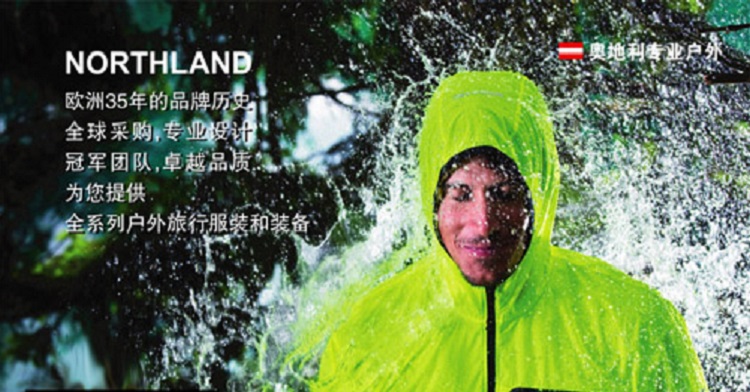 NORTHLAND
奥地利专业户外
欧洲35年的品牌历史
全球采购,专业设计
冠军团队,卓越品质
为您提供
全系列户外旅行服装和装备